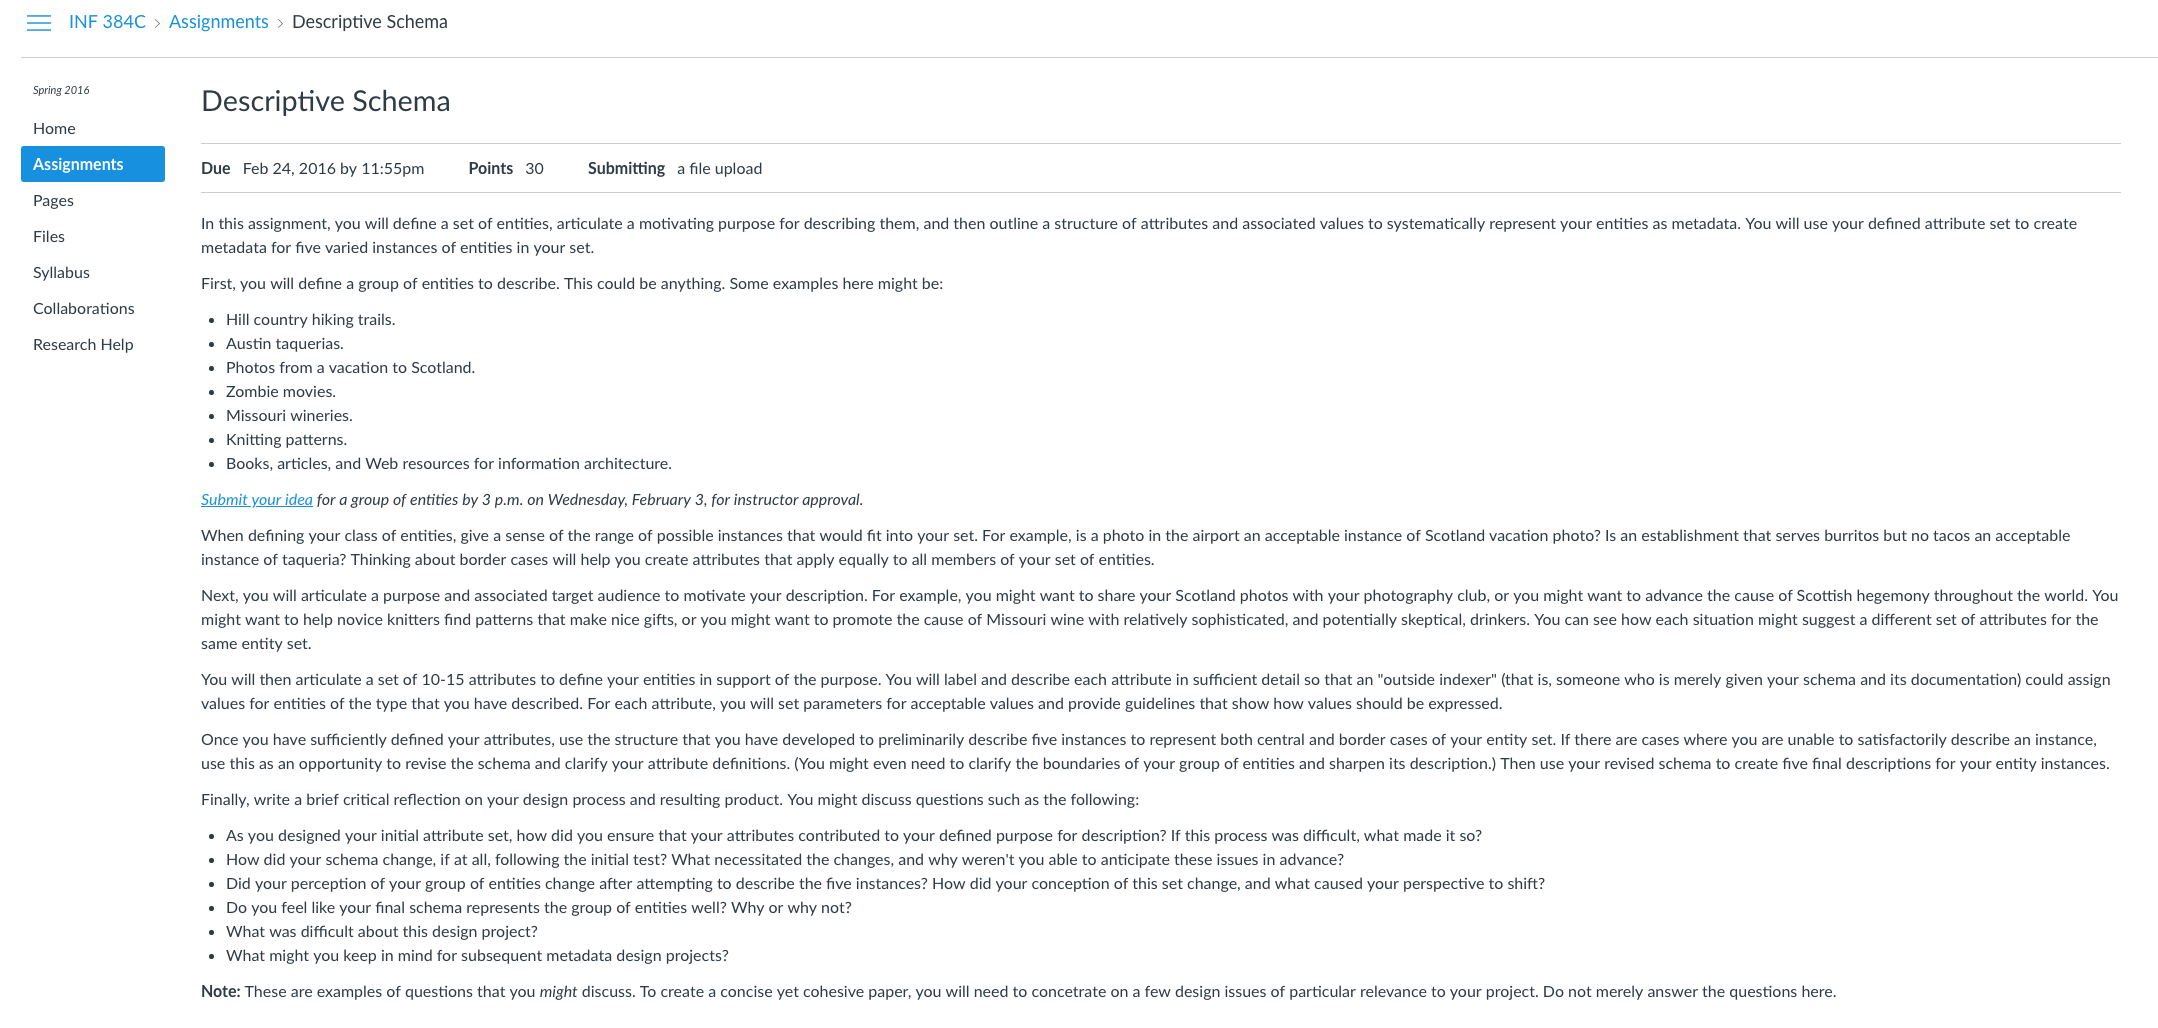 INF 384C > Assignments > Descriptive Schema
Spring 2016
Home
Assignments
Pages
Files
Syllabus
Collaborations
Research Help
Descriptive Schema
Due Feb 24, 2016 by 11:55pm Points 30 Submitting a file upload
In this assignment, you will define a set of entities, articulate a motivating purpose for describing them, and then outline a structure of attributes and associated values to systematically represent your entities as metadata. You will use your defined attribute set to create
metadata for five varied instances of entities in your set.
First, you will define a group of entities to describe. This could be anything. Some examples here might be:
• Hill country hiking trails.
• Austin taquerias.
• Photos from a vacation to Scotland.
• Zombie movies.
• Missouri wineries.
• Knitting patterns.
• Books, articles, and Web resources for information architecture.
Submit your idea for a group of entities by 3 p.m. on Wednesday, February 3, for instructor approval.
When defining your class of entities, give a sense of the range of possible instances that would fit into your set. For example, is a photo in the airport an acceptable instance of Scotland vacation photo? Is an establishment that serves burritos but no tacos an acceptable
instance of taqueria? Thinking about border cases will help you create attributes that apply equally to all members of your set of entities.
Next, you will articulate a purpose and associated target audience to motivate your description. For example, you might want to share your Scotland photos with your photography club, or you might want to advance the cause of Scottish hegemony throughout the world. You
might want to help novice knitters find patterns that make nice gifts, or you might want to promote the cause of Missouri wine with relatively sophisticated, and potentially skeptical, drinkers. You can see how each situation might suggest a different set of attributes for the
same entity set.
You will then articulate a set of 10-15 attributes to define your entities in support of the purpose. You will label and describe each attribute in sufficient detail so that an "outside indexer" (that is, someone who is merely given your schema and its documentation) could assign
values for entities of the type that you have described. For each attribute, you will set parameters for acceptable values and provide guidelines that show how values should be expressed.
Once you have sufficiently defined your attributes, use the structure that you have developed to preliminarily describe five instances to represent both central and border cases of your entity set. If there are cases where you are unable to satisfactorily describe an instance,
use this as an opportunity to revise the schema and clarify your attribute definitions. (You might even need to clarify the boundaries of your group of entities and sharpen its description.) Then use your revised schema to create five final descriptions for your entity instances.
Finally, write a brief critical reflection on your design process and resulting product. You might discuss questions such as the following:
• As you designed your initial attribute set, how did you ensure that your attributes contributed to your defined purpose for description? If this process was difficult, what made it so?
• How did your schema change, if at all, following the initial test? What necessitated the changes, and why weren't you able to anticipate these issues in advance?
• Did your perception of your group of entities change after attempting to describe the five instances? How did your conception of this set change, and what caused your perspective to shift?
• Do you feel like your final schema represents the group of entities well? Why or why not?
• What was difficult about this design project?
• What might you keep in mind for subsequent metadata design projects?
Note: These are examples of questions that you might discuss. To create a concise yet cohesive paper, you will need to concetrate on a few design issues of particular relevance to your project. Do not merely answer the questions here.